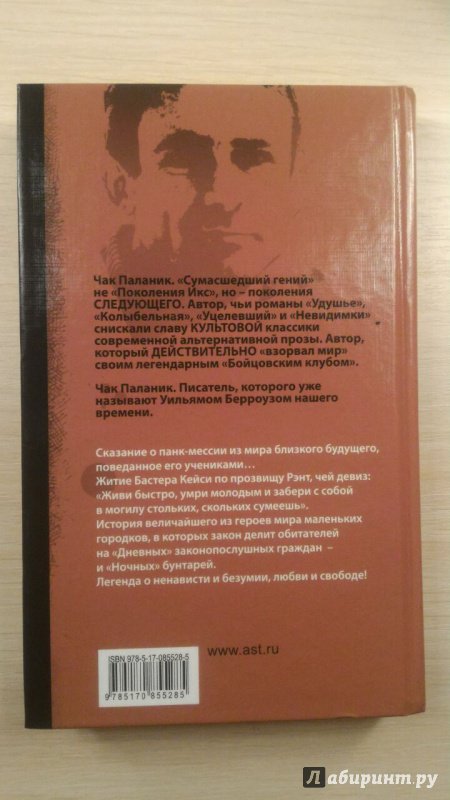 Чак Паланик. «Сумасшедший гений»
не «Поколения Икс», но – поколения
СЛЕДУЮЩЕГО. Автор, чьи романы "Удушье»,
«Колыбельная», «Уцелевший» и «Невидимки»
снискали славу КУЛЬТОВОЙ классики
современной альтернативной прозы. Автор,
который ДЕЙСТВИТЕЛЬНО «взорвал мир»
своим легендарным «Бойцовским клубом».
Чак Паланик. Писатель, которого уже
называют Уильямом Берроузом нашего
времени.
Сказание о панк-мессии из мира близкого будущего,
поведанное его учениками...
Житие Бастера Кейси по прозвищу Рэнт, чей девиз:
«Живи быстро, умри молодым и забери с собой
в могилу стольких, скольких сумеешь».
История величайшего из героев мира маленьких
городков, в которых закон делит обитателей
на «Дневных» законопослушных граждан –
и «Ночных» бунтарей.
Легенда о ненависти и безумии, любви и свободе!
ISBN 978-5-17-085528-5
9785170855285
www.ast.ru
Лабиринт.ру